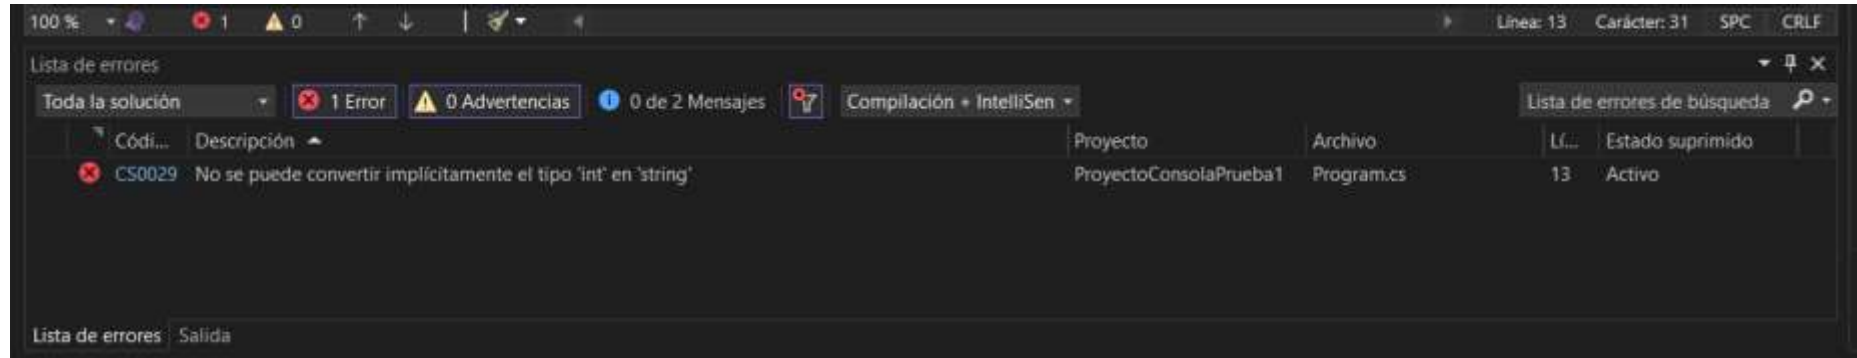 100 % 1 0 Línea: 13 Carácter: 31 SPC CRLF
Lista de errores
Toda la solución 1 Error 0 Advertencias 0 de 2 Mensajes Compilación + IntelliSen Lista de errores de búsqueda
Códi... Descripción Proyecto Archivo Lí... Estado suprimido
CS0029 No se puede convertir implícitamente el tipo 'int' en 'string' ProyectoConsolaPrueba1 Program.cs 13 Activo
Lista de errores Salida